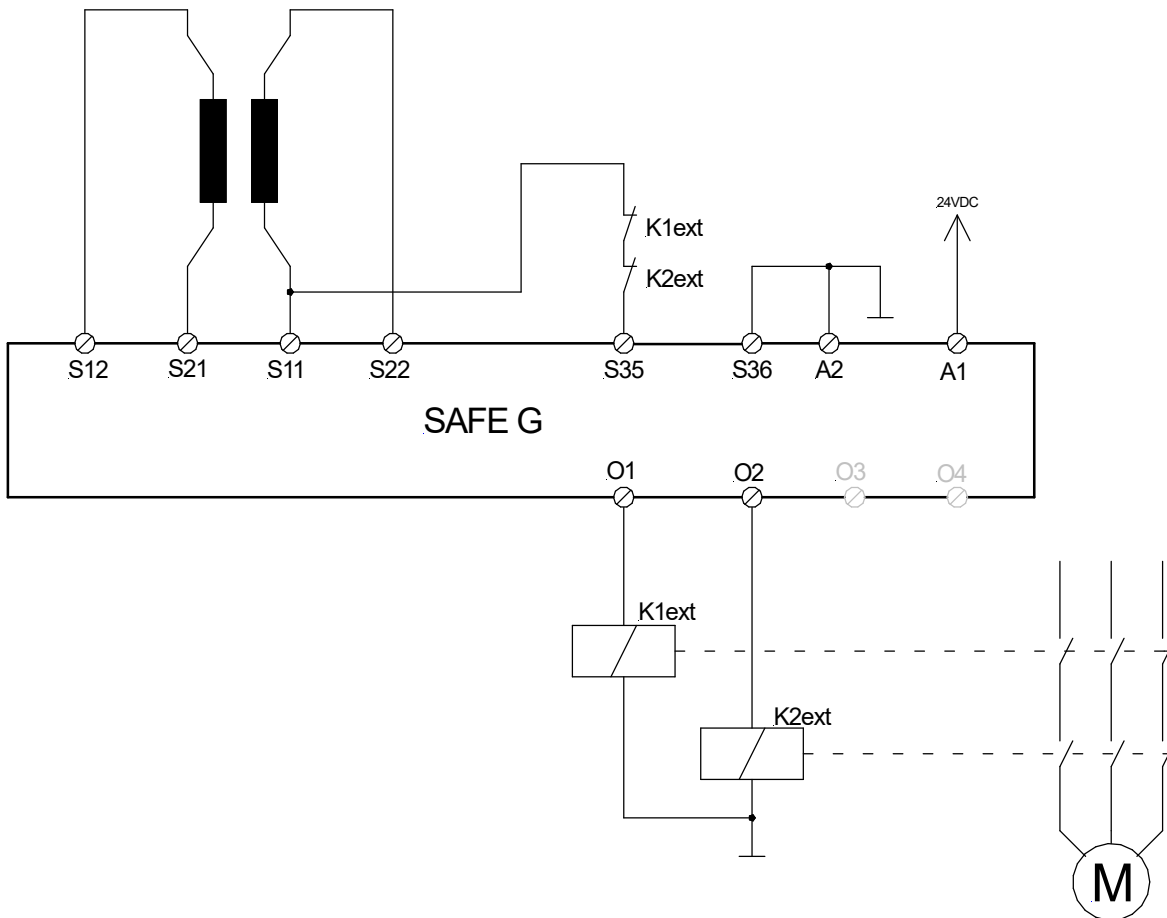 24VDC
K1ext
K2ext
S12 S21 S11 S22 S35 S36 A2 A1
SAFE G
O1 O2 O3 O4
K1ext
K2ext
M